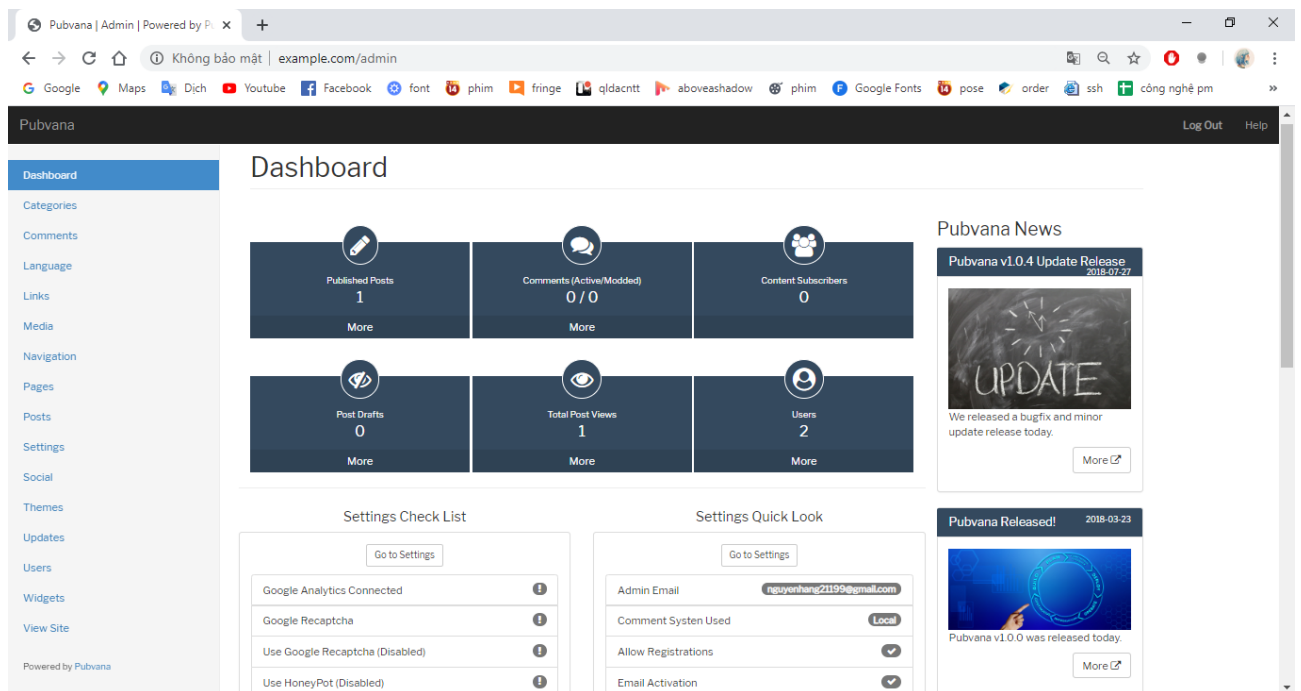 Pubvana | Admin | Powered by Pu
Không bảo mật | example.com/admin
Google Maps Dịch Youtube Facebook font phim fringe qldacntt aboveashadow phim Google Fonts pose order ssh công nghệ pm »
Pubvana Log Out Help
Dashboard
Categories
Comments
Language
Links
Media
Navigation
Pages
Posts
Settings
Social
Themes
Updates
Users
Widgets
View Site
Powered by Pubvana
Dashboard
Published Posts
1
More
Comments (Active/Modded)
0 / 0
More
Content Subscribers
0
Post Drafts
0
More
Total Post Views
1
More
Users
2
More
Settings Check List
Go to Settings
Google Analytics Connected
Google Recaptcha
Use Google Recaptcha (Disabled)
Use HoneyPot (Disabled)
Settings Quick Look
Go to Settings
Admin Email nguyenhang21199@gmail.com
Comment Systen Used Local
Allow Registrations
Email Activation
Pubvana News
Pubvana v1.0.4 Update Release
2018-07-27
UPDATE
We released a bugfix and minor
update release today.
More
Pubvana Released! 2018-03-23
Pubvana v1.0.0 was released today.
More